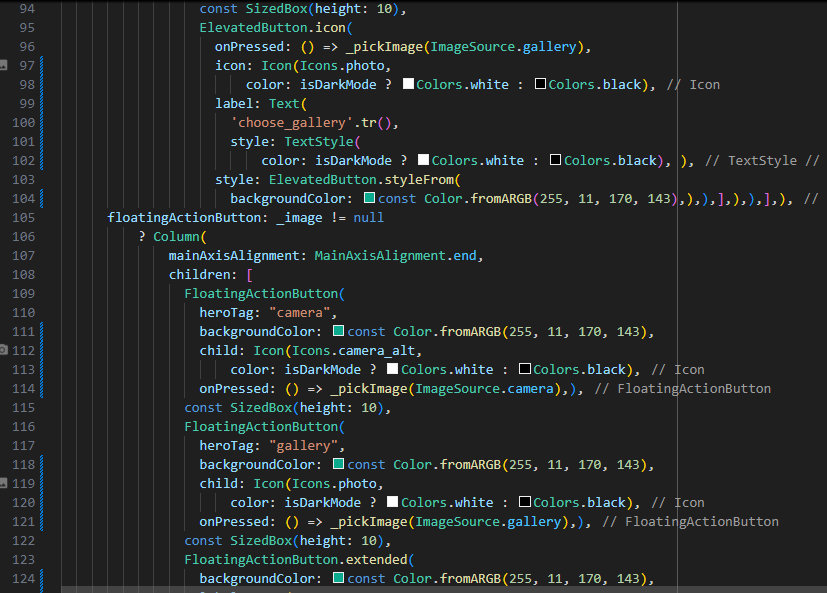 94 const SizedBox(height: 10),
95 ElevatedButton.icon(
96 onPressed: () => _pickImage(ImageSource.gallery),
97 icon: Icon(Icons.photo,
98 color: isDarkMode ? Colors.white : Colors.black), // Icon
99 label: Text(
100 'choose_gallery'.tr(),
101 style: TextStyle(
102 color: isDarkMode ? Colors.white : Colors.black), ), // TextStyle //
103 style: ElevatedButton.styleFrom(
104 backgroundColor: const Color.fromARGB(255, 11, 170, 143),),),],),),],), //
105 floatingActionButton: _image != null
106 ? Column(
107 mainAxisAlignment: MainAxisAlignment.end,
108 children: [
109 FloatingActionButton(
110 heroTag: "camera",
111 backgroundColor: const Color.fromARGB(255, 11, 170, 143),
112 child: Icon(Icons.camera_alt,
113 color: isDarkMode ? Colors.white : Colors.black), // Icon
114 onPressed: () => _pickImage(ImageSource.camera),), // FloatingActionButton
115 const SizedBox(height: 10),
116 FloatingActionButton(
117 heroTag: "gallery",
118 backgroundColor: const Color.fromARGB(255, 11, 170, 143),
119 child: Icon(Icons.photo,
120 color: isDarkMode ? Colors.white : Colors.black), // Icon
121 onPressed: () => _pickImage(ImageSource.gallery),), // FloatingActionButton
122 const SizedBox(height: 10),
123 FloatingActionButton.extended(
124 backgroundColor: const Color.fromARGB(255, 11, 170, 143),